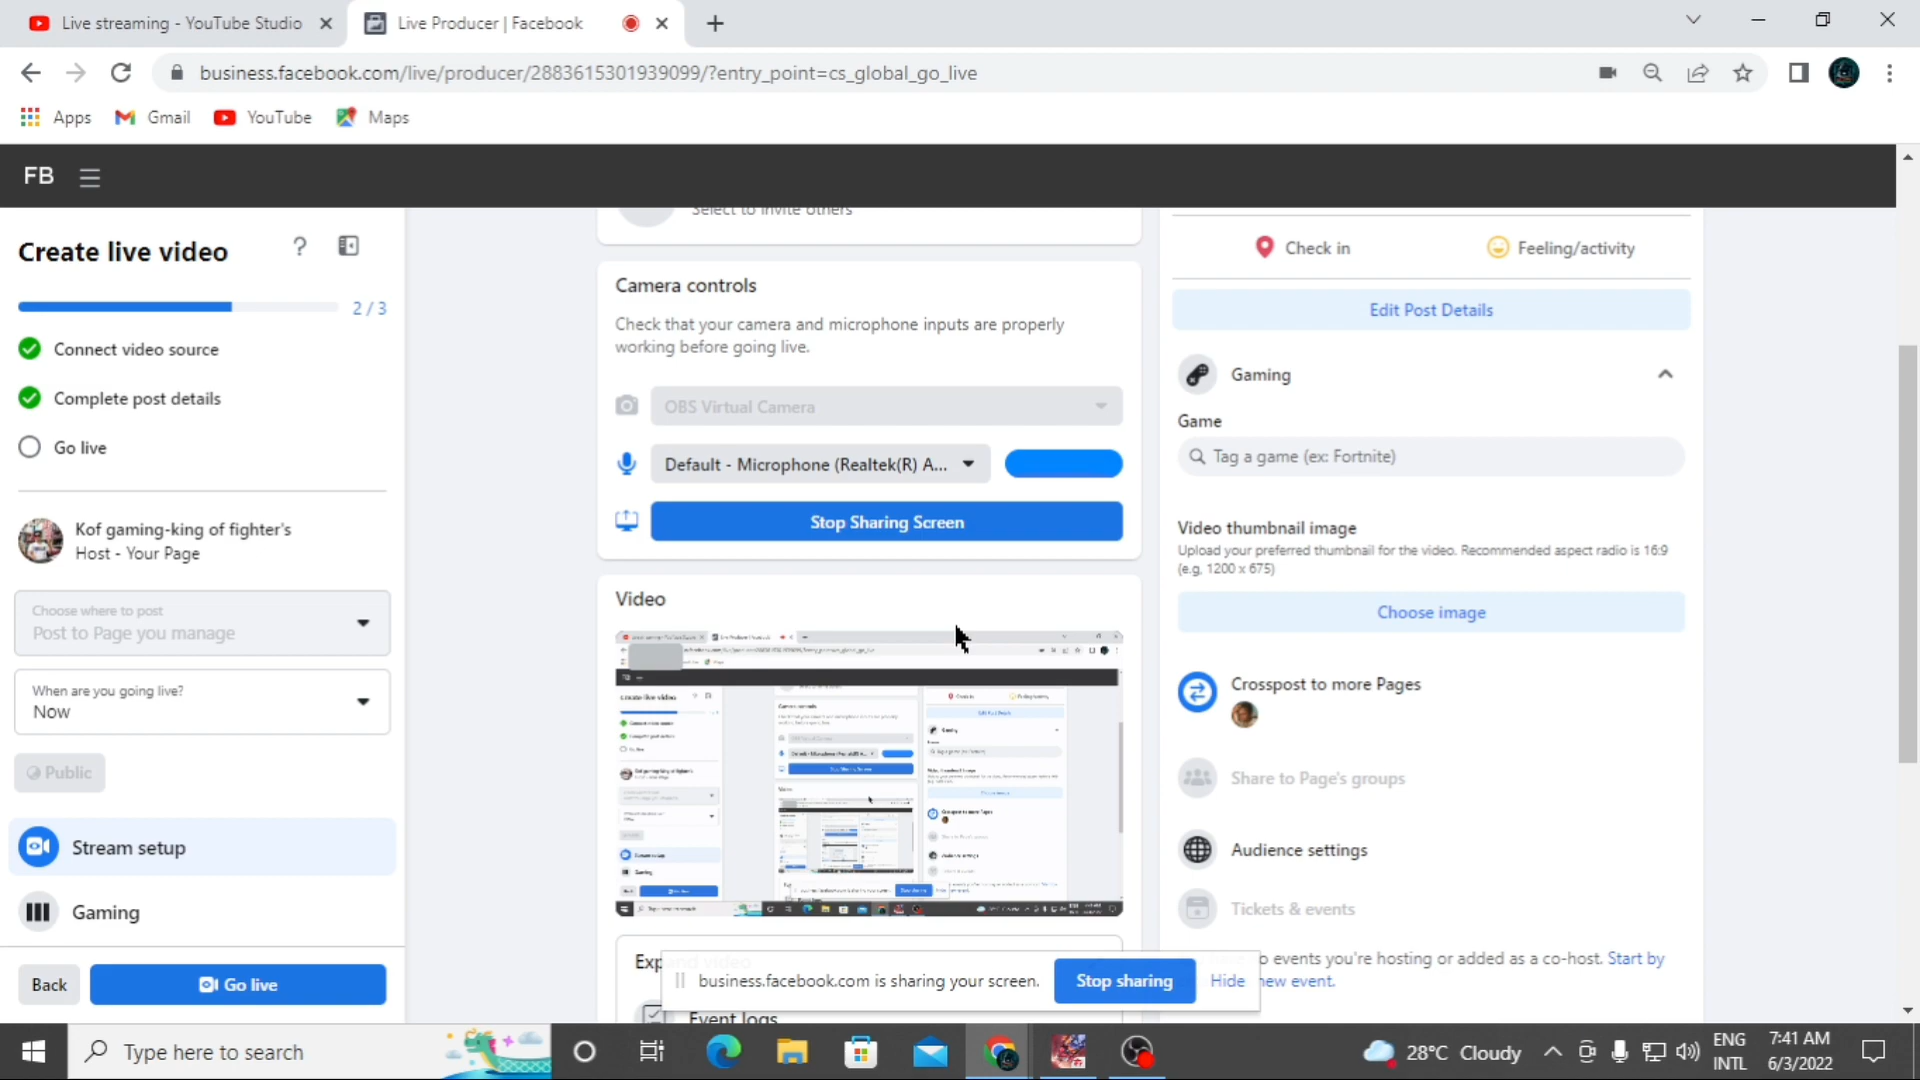 Live streaming - YouTube Studio
Live Producer | Facebook
business.facebook.com/live/producer/2883615301939099/?entry_point=cs_global_go_live
Apps
Gmail
YouTube
Maps
FB
Create live video
2 / 3
Connect video source
Complete post details
Go live
Kof gaming-king of fighter's
Host - Your Page
Choose where to post
Post to Page you manage
When are you going live?
Now
Public
Stream setup
Gaming
Back
Go live
Select to invite others
Camera controls
Check that your camera and microphone inputs are properly
working before going live.
OBS Virtual Camera
Default - Microphone (Realtek(R) A...
Stop Sharing Screen
Video
Event logs
business.facebook.com is sharing your screen.
Stop sharing
Hide
Check in
Feeling/activity
Edit Post Details
Gaming
Game
Tag a game (ex: Fortnite)
Video thumbnail image
Upload your preferred thumbnail for the video. Recommended aspect radio is 16:9
(e.g. 1200 x 675)
Choose image
Crosspost to more Pages
Share to Page's groups
Audience settings
Tickets & events
events you're hosting or added as a co-host. Start by
new event.
Type here to search
28°C Cloudy
ENG
INTL
7:41 AM
6/3/2022